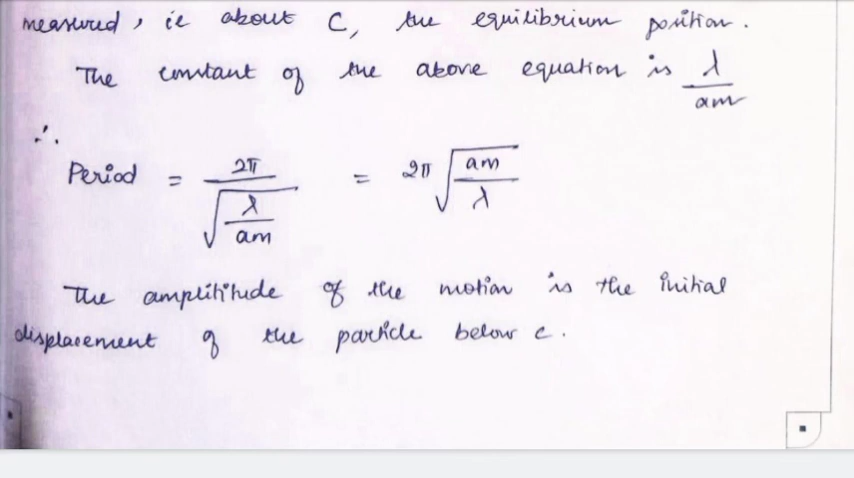 measured, ie about C, the equilibrium position.
The constant of the above equation is λ/am
∴
Period = 2π/√(λ/am) = 2π√(am/λ)
The amplititude of the motion is the initial
displacement of the particle below c.